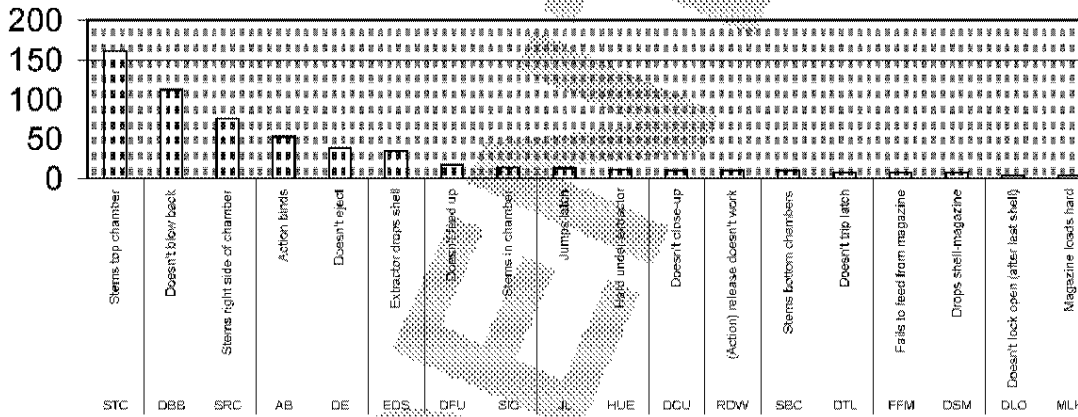 200
150
100
50
0
Stems top chamber
Doesn't blow back
Stems right side of chamber
Action binds
Doesn't eject
Extractor drops shell
Doesn't feed up
Stems in chamber
Jumps latch
Hold under extractor
Doesn't close-up
(Action) release doesn't work
Stems bottom chambers
Doesn't trip latch
Fails to feed from magazine
Drops shell-magazine
Doesn't lock open (after last shell)
Magazine loads hard
STC DBB SRC AB DE EDS DFU SIC JL HUE DCU RDW SBC DTL FFM DSM DLO MLH